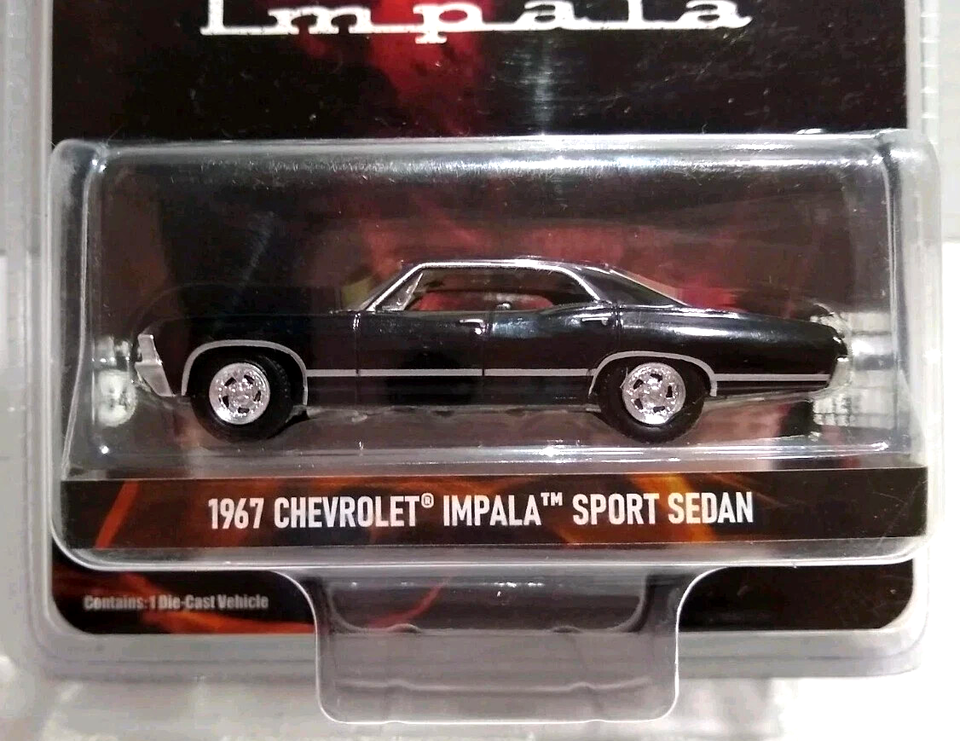 Impala
1967 CHEVROLET® IMPALA™ SPORT SEDAN
Contains: 1 Die-Cast Vehicle